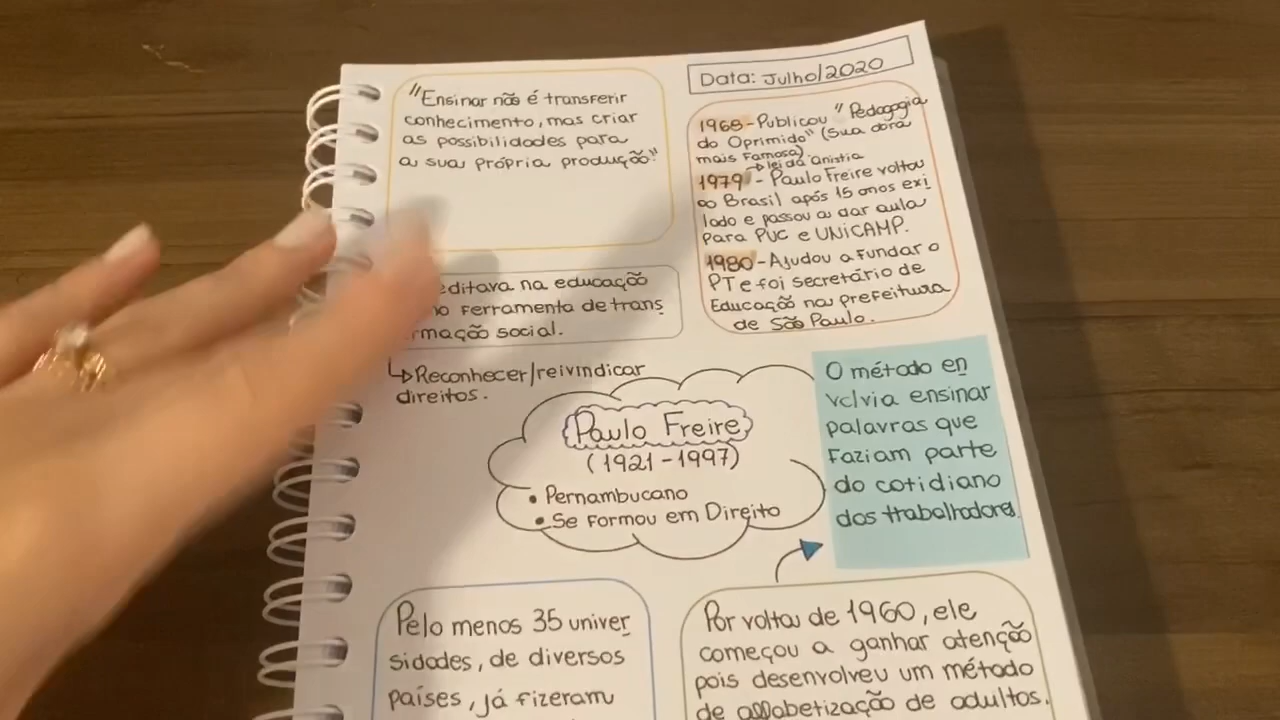 "Ensinar não é transferir
conhecimento, mas criar
as possibilidades para
a sua própria produção."
Data: Julho/2020
1968 - Publicou "Pedagogia
do Oprimido" (sua obra
mais famosa)
→ lei da anistia
1979 - Paulo Freire voltou
ao Brasil após 15 anos exi
lado e passou a dar aula
para PUC e UNICAMP.
1980 - Ajudou a fundar o
PT e foi secretário de
Educação na prefeitura
de São Paulo.
editava na educação
ferramenta de trans
rmação social.
↳ Reconhecer/reivindicar
direitos.
Paulo Freire
(1921-1997)
• Pernambucano
• Se formou em Direito
O método en
volvia ensinar
palavras que
faziam parte
do cotidiano
dos trabalhadores.
Pelo menos 35 univer
sidades, de diversos
países, já fizeram
Por volta de 1960, ele
começou a ganhar atenção
pois desenvolveu um método
de alfabetização de adultos.